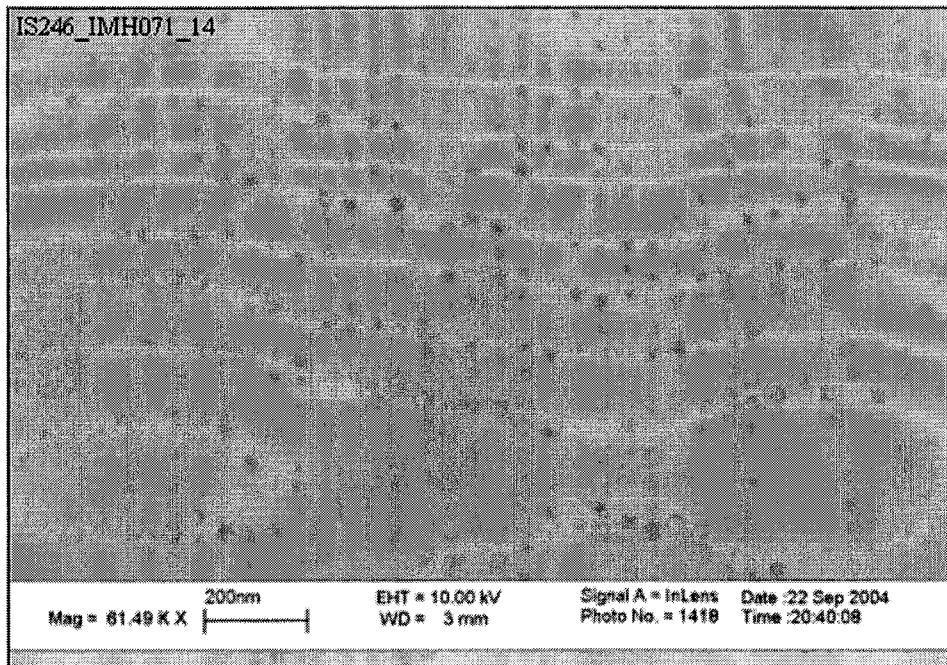 IS246_IMH071_14
Mag = 61.49 K X
200nm
EHT = 10.00 kV
WD = 3 mm
Signal A = InLens
Photo No. = 1418
Date :22 Sep 2004
Time :20:40:08